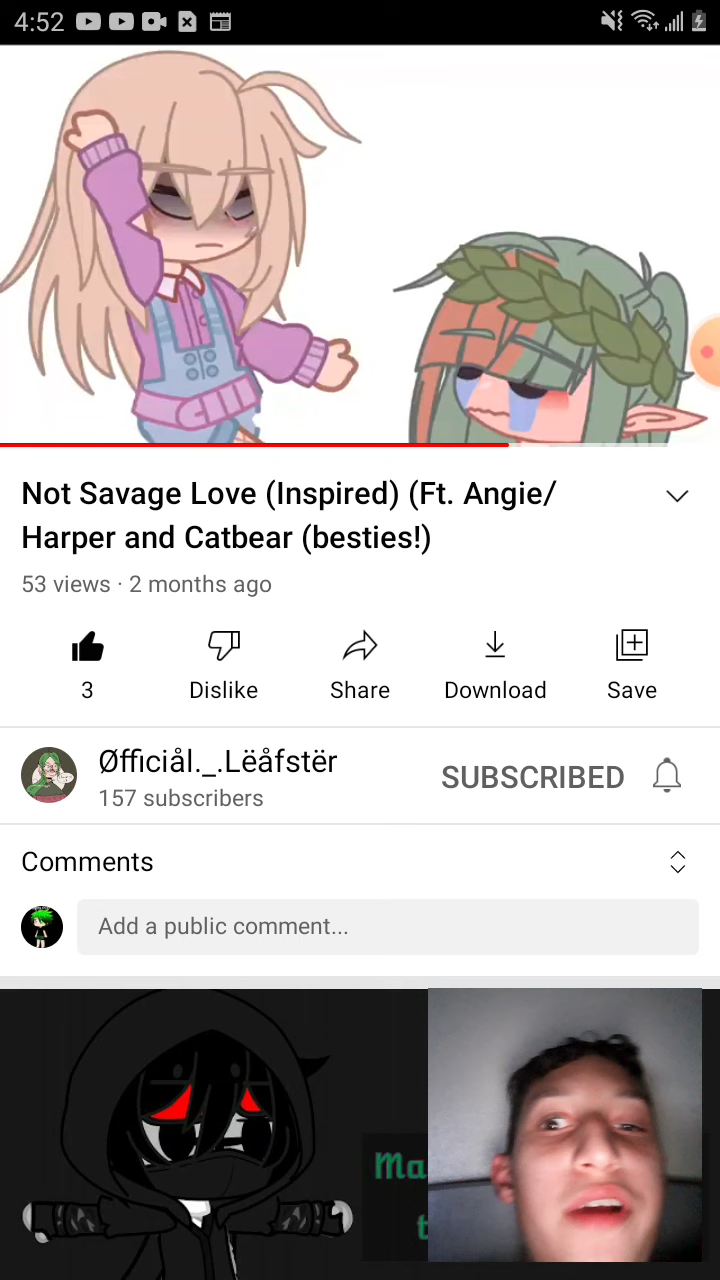 4:52
Not Savage Love (Inspired) (Ft. Angie/
Harper and Catbear (besties!)
53 views · 2 months ago
3
Dislike
Share
Download
Save
Øfficiål._.Lëåfstër
157 subscribers
SUBSCRIBED
Comments
Add a public comment...
Ma
t